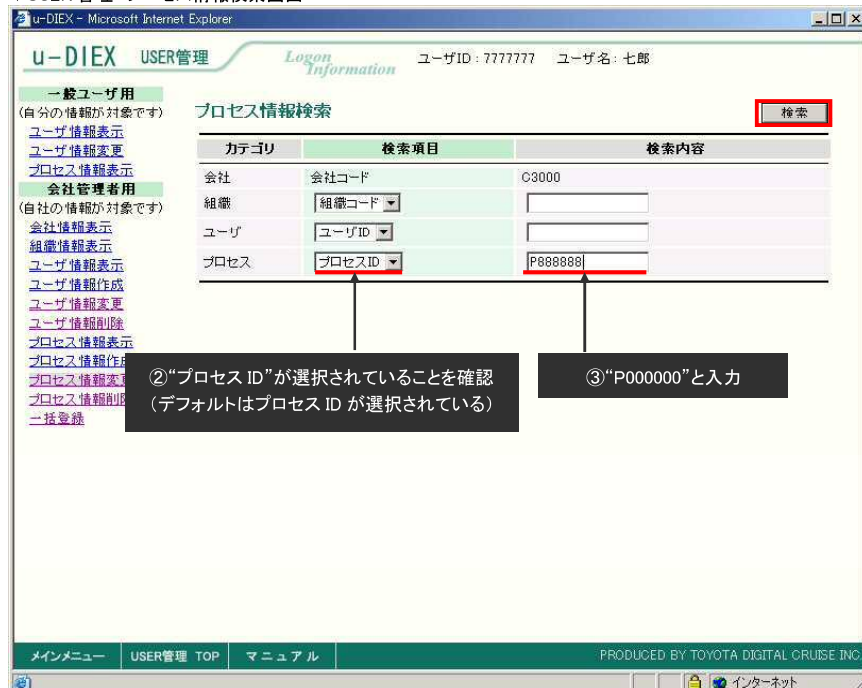 u-DIEX - Microsoft Internet Explorer
u-DIEX USER管理 Logon Information ユーザID : 7777777 ユーザ名 : 七郎
一般ユーザ用
(自分の情報が対象です)
ユーザ情報表示
ユーザ情報変更
プロセス情報表示
会社管理者用
(自社の情報が対象です)
会社情報表示
組織情報表示
ユーザ情報表示
ユーザ情報作成
ユーザ情報変更
ユーザ情報削除
プロセス情報表示
プロセス情報作
プロセス情報変
プロセス情報削
一括登録
プロセス情報検索 検索
カテゴリ 検索項目 検索内容
会社 会社コード C3000
組織 組織コード
ユーザ ユーザID
プロセス プロセスID P888888
②“プロセス ID”が選択されていることを確認
(デフォルトはプロセス ID が選択されている)
③“P000000”と入力
メインメニュー USER管理 TOP マニュアル PRODUCED BY TOYOTA DIGITAL CRUISE INC.
インターネット